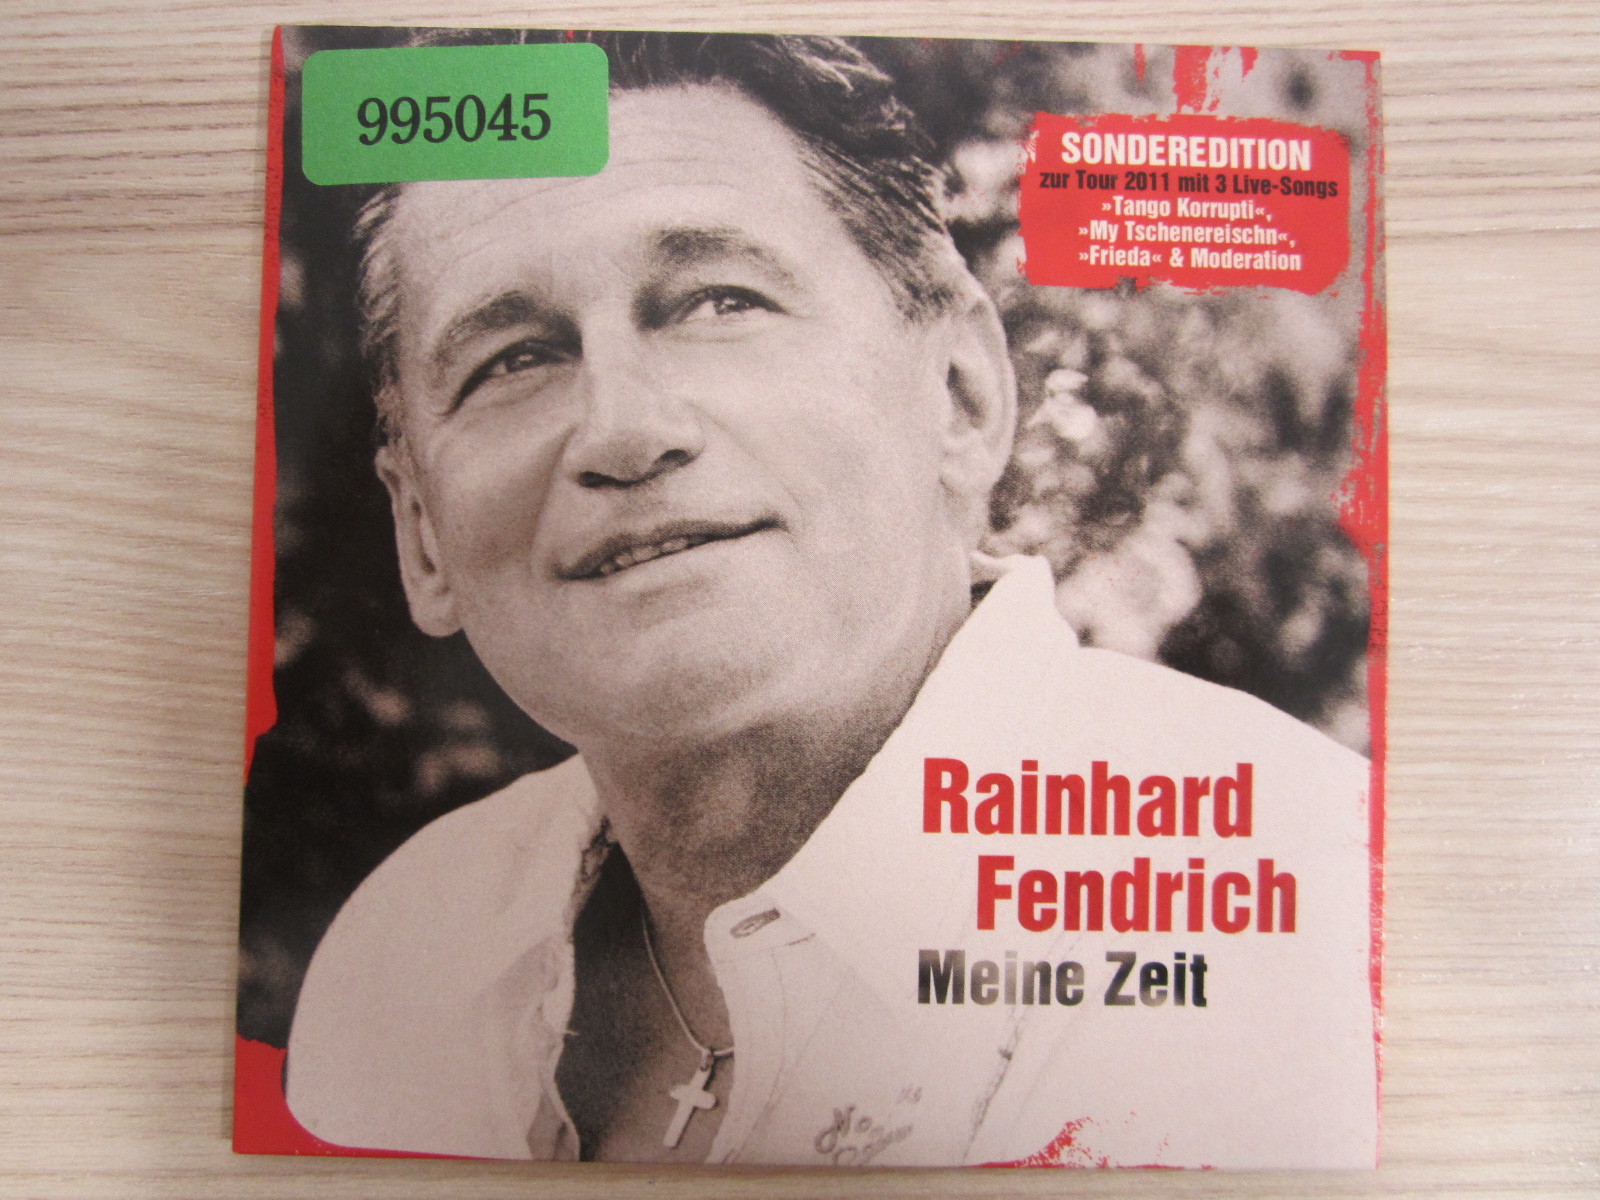 995045
SONDEREDITION
zur Tour 2011 mit 3 Live-Songs
»Tango Korrupti«,
»My Tschenereischn«,
»Frieda« & Moderation
Rainhard
Fendrich
Meine Zeit